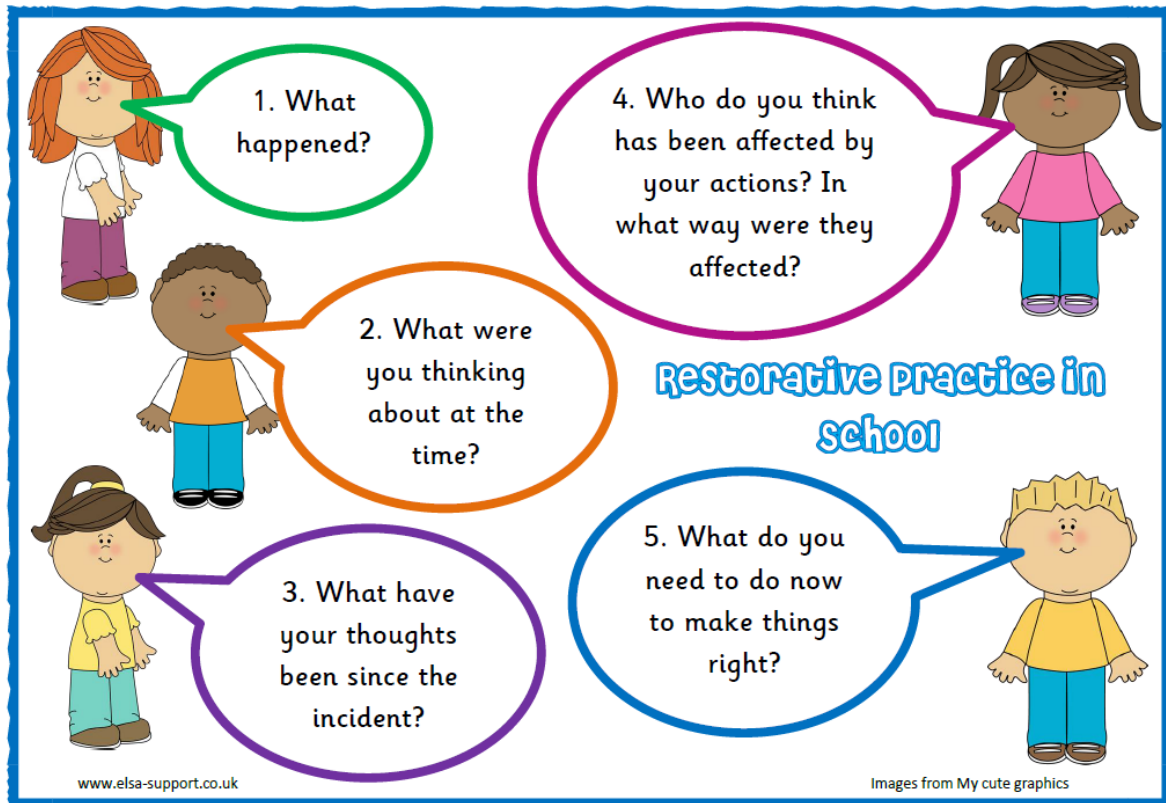 1. What
happened?
2. What were
you thinking
about at the
time?
3. What have
your thoughts
been since the
incident?
4. Who do you think
has been affected by
your actions? In
what way were they
affected?
Restorative Practice in
School
5. What do you
need to do now
to make things
right?
www.elsa-support.co.uk
Images from My cute graphics